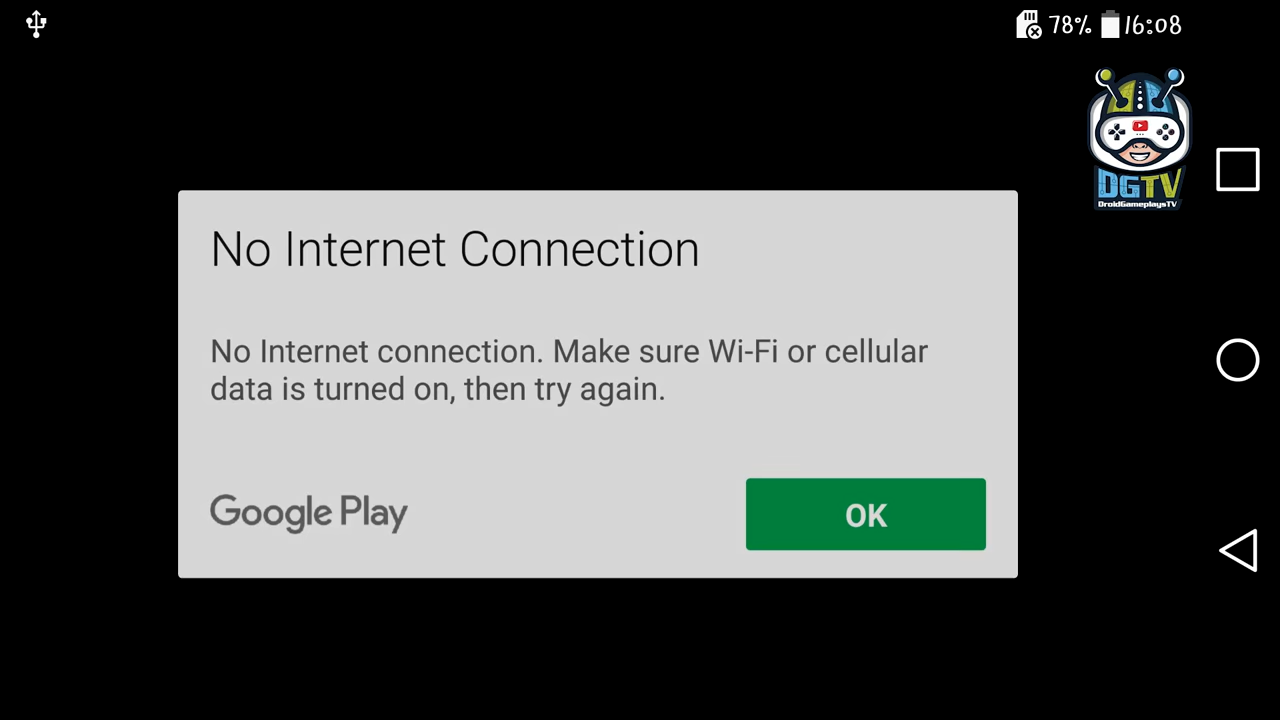 78% 16:08
DGTV
DroidGameplaysTV
No Internet Connection
No Internet connection. Make sure Wi-Fi or cellular
data is turned on, then try again.
Google Play
OK